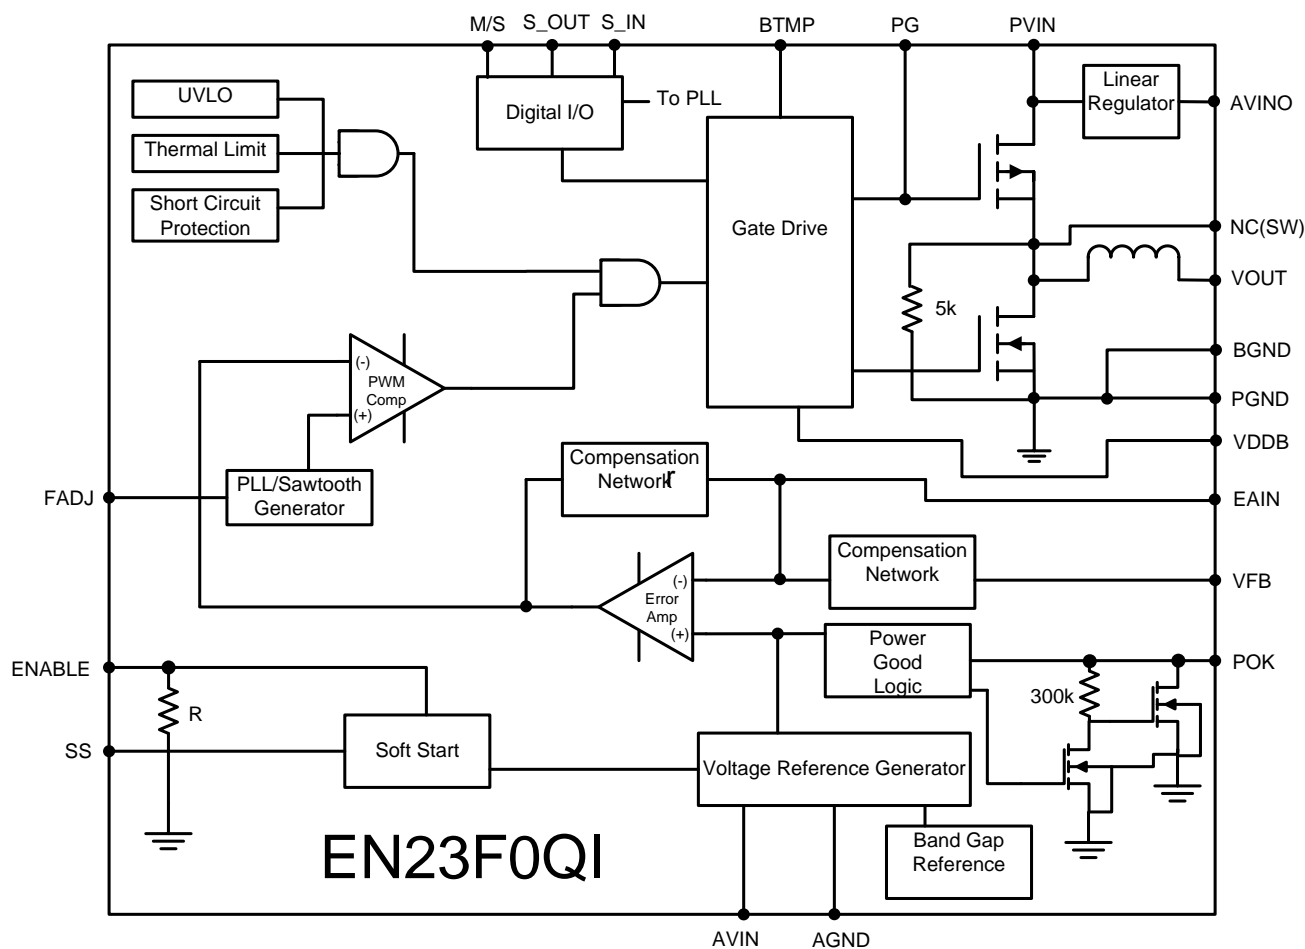 M/S
S_OUT
S_IN
BTMP
PG
PVIN
UVLO
Thermal Limit
Short Circuit
Protection
Digital I/O
To PLL
Linear
Regulator
AVINO
Gate Drive
NC(SW)
VOUT
5k
BGND
PGND
VDDB
(-)
PWM
Comp
(+)
FADJ
PLL/Sawtooth
Generator
Compensation
Network
r
EAIN
Compensation
Network
VFB
(-)
Error
Amp
(+)
Power
Good
Logic
POK
300k
ENABLE
R
SS
Soft Start
Voltage Reference Generator
Band Gap
Reference
EN23F0QI
AVIN
AGND